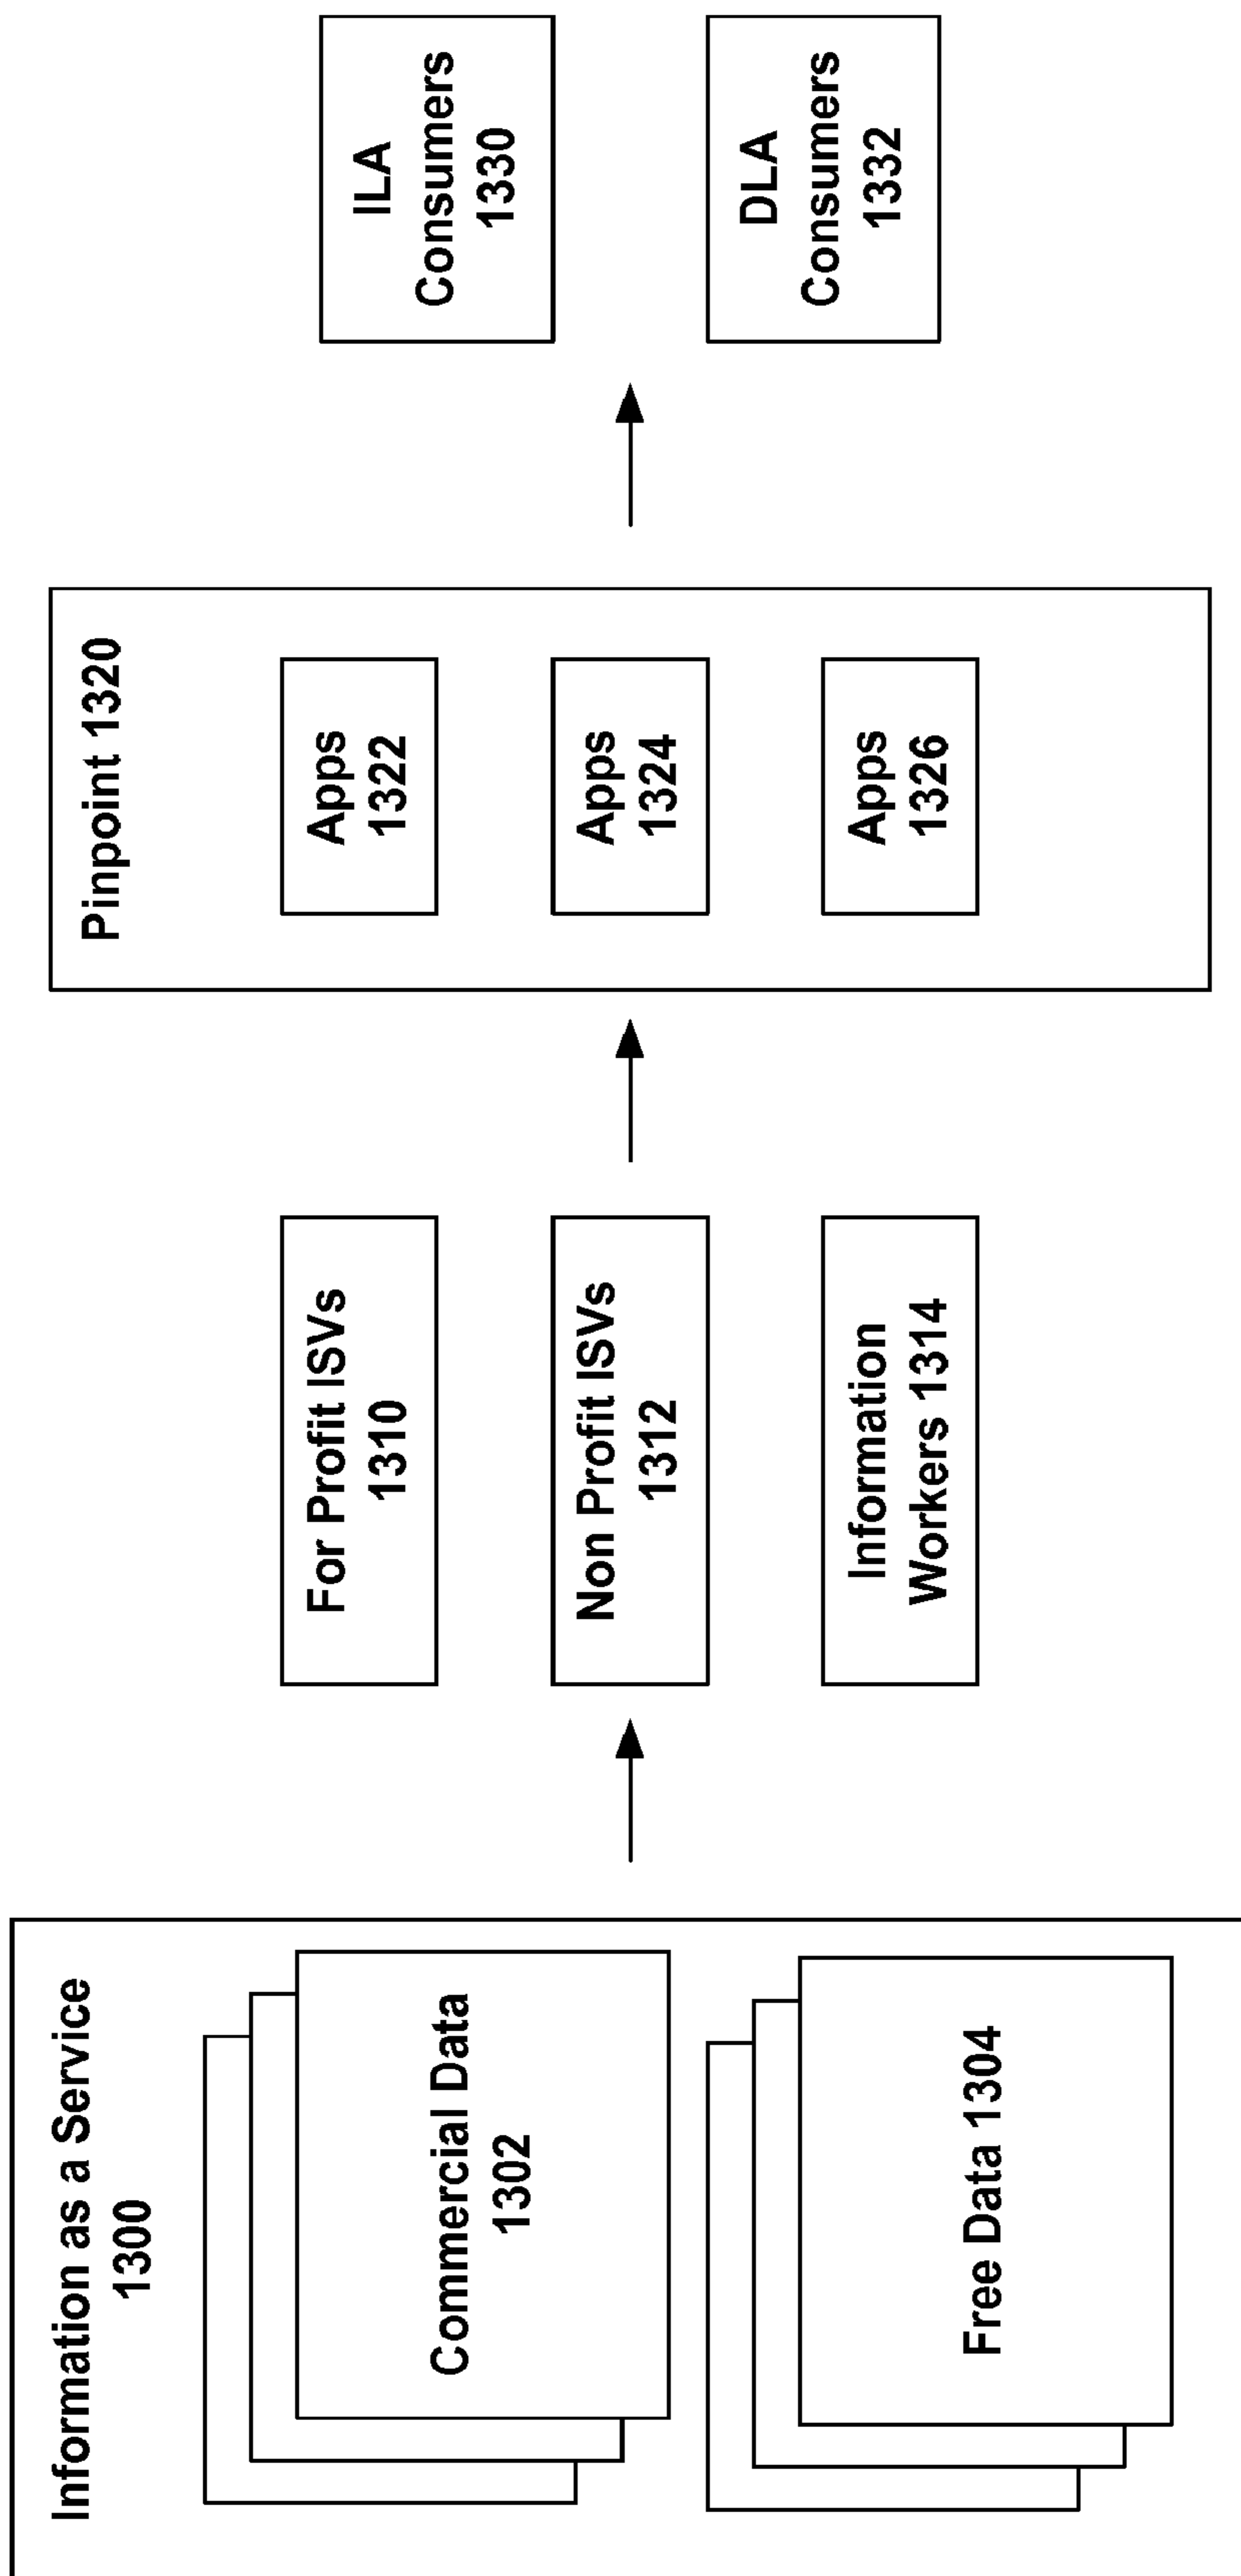 Information as a Service
1300
Commercial Data
1302
Free Data 1304
For Profit ISVs
1310
Non Profit ISVs
1312
Information
Workers 1314
Pinpoint 1320
Apps
1322
Apps
1324
Apps
1326
ILA
Consumers
1330
DLA
Consumers
1332